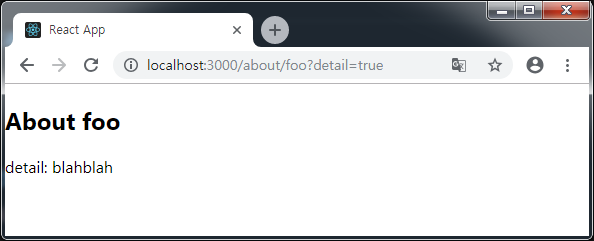 React App
localhost:3000/about/foo?detail=true
About foo
detail: blahblah